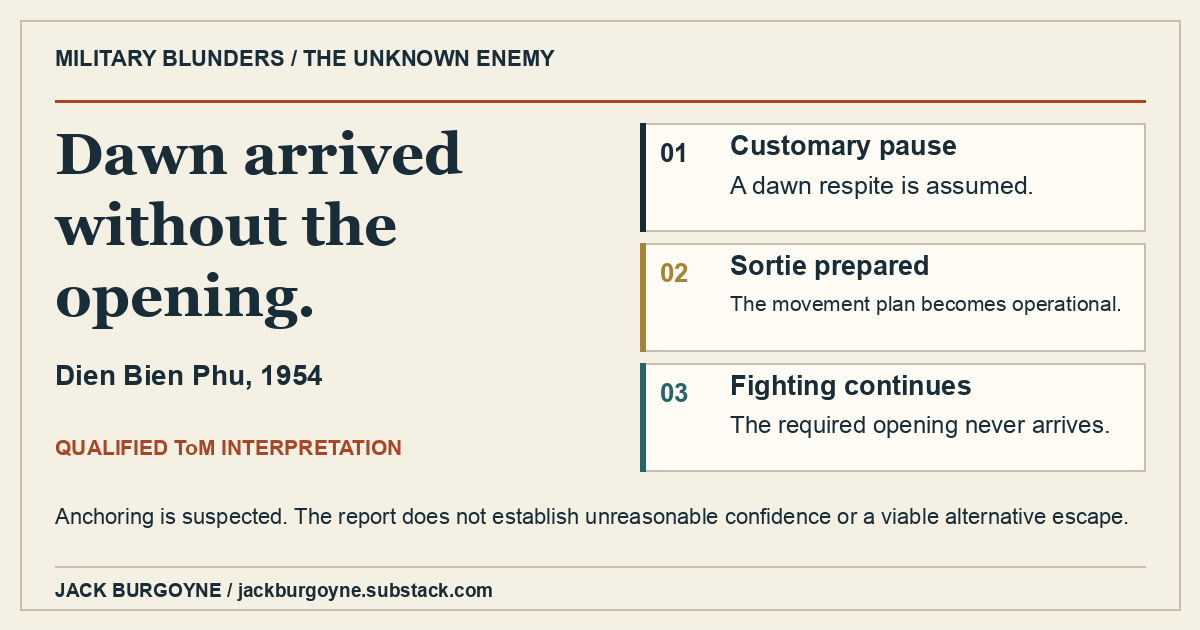 MILITARY BLUNDERS / THE UNKNOWN ENEMY
Dawn arrived
without the
opening.
Dien Bien Phu, 1954
QUALIFIED ToM INTERPRETATION
01
Customary pause
A dawn respite is assumed.
02
Sortie prepared
The movement plan becomes operational.
03
Fighting continues
The required opening never arrives.
Anchoring is suspected. The report does not establish unreasonable confidence or a viable alternative escape.
JACK BURGOYNE / jackburgoyne.substack.com